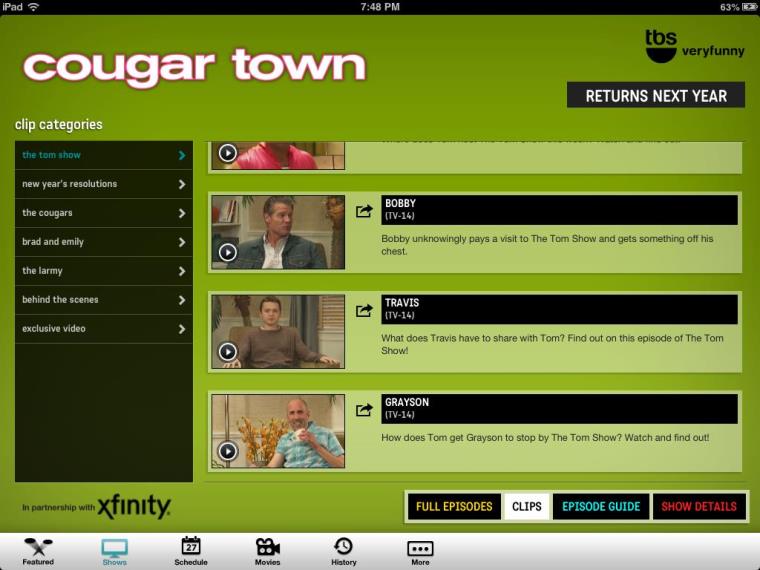 iPad
7:48 PM
63%
cougar town
tbs
veryfunny
RETURNS NEXT YEAR
clip categories
the tom show
new year's resolutions
the cougars
brad and emily
the larmy
behind the scenes
exclusive video
BOBBY
(TV-14)
Bobby unknowingly pays a visit to The Tom Show and gets something off his
chest.
TRAVIS
(TV-14)
What does Travis have to share with Tom? Find out on this episode of The Tom
Show!
GRAYSON
(TV-14)
How does Tom get Grayson to stop by The Tom Show? Watch and find out!
In partnership with xfinity
FULL EPISODES
CLIPS
EPISODE GUIDE
SHOW DETAILS
27
Featured
Shows
Schedule
Movies
History
More